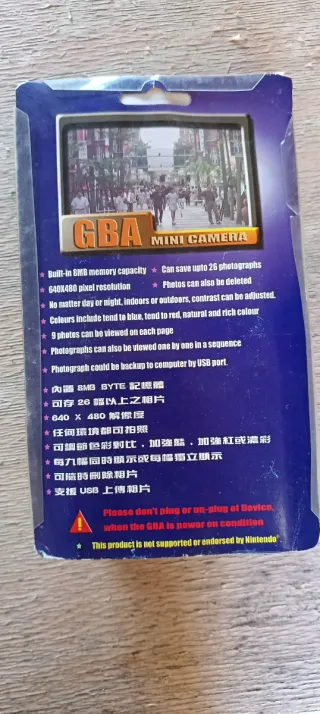 GBA MINI CAMERA
★ Built-in 8MB memory capacity ★ Can save upto 26 photographs
★ 640X480 pixel resolution ★ Photos can also be deleted
★ No matter day or night, indoors or outdoors, contrast can be adjusted.
★ Colours include tend to blue, tend to red, natural and rich colour
★ 9 photos can be viewed on each page
★ Photographs can also be viewed one by one in a sequence
★ Photograph could be backup to computer by USB port.
★ 內置 8MB BYTE 記憶體
★ 可存 26 幅以上之相片
★ 640 X 480 解像度
★ 任何環境都可拍照
★ 可調節色彩對比，加強藍，加強紅或濃彩
★ 每九幅同時顯示或每幅獨立顯示
★ 可隨時刪除相片
★ 支援 USB 上傳相片
Please don't plug or un-plug of Device,
when the GBA is power on condition
★ This product is not supported or endorsed by Nintendo